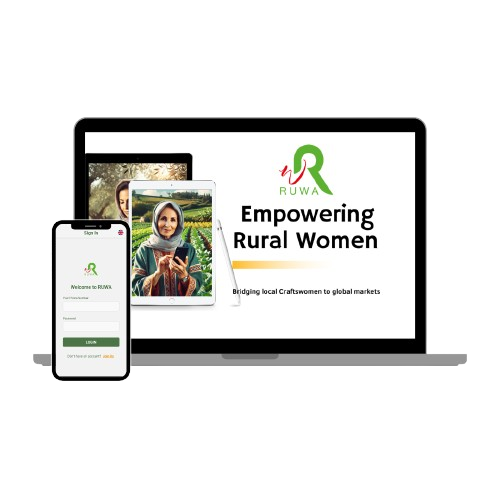 RUWA
Empowering
Rural Women
Bridging local Craftswomen to global markets
Sign In
Welcome to RUWA
Password
LOGIN